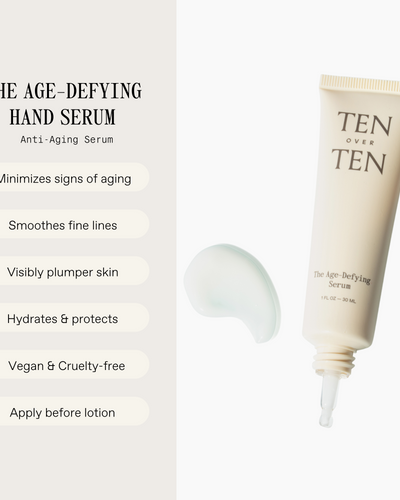 HE AGE-DEFYING
HAND SERUM
Anti-Aging Serum
Minimizes signs of aging
Smoothes fine lines
Visibly plumper skin
Hydrates & protects
Vegan & Cruelty-free
Apply before lotion
TEN
OVER
TEN
The Age-Defying
Serum
1 FL OZ — 30 ML